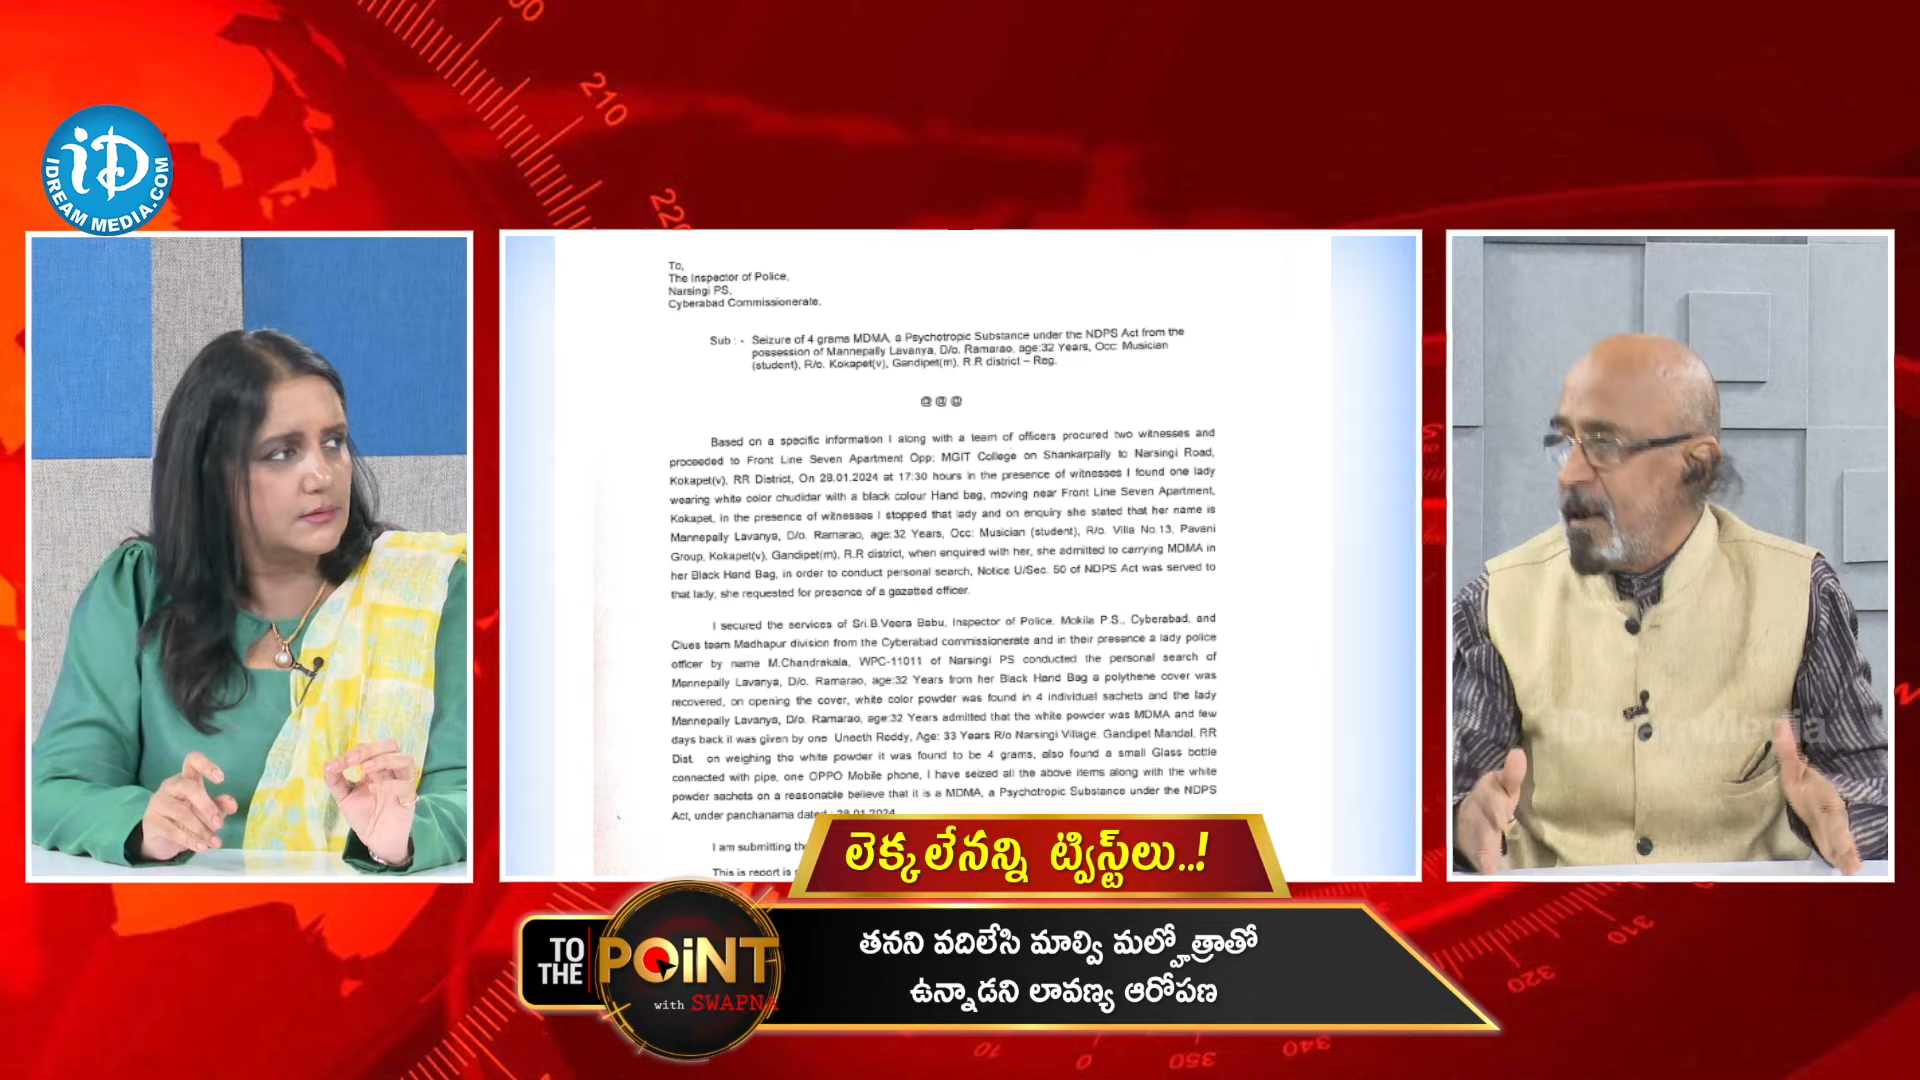 210
220
iD
IDREAM MEDIA.COM
To,
The Inspector of Police,
Narsingi PS,
Cyberabad Commissionerate.
Sub : - Seizure of 4 grams MDMA, a Psychotropic Substance under the NDPS Act from the
possession of Mannepally Lavanya, D/o. Ramarao, age:32 Years, Occ: Musician
(student), R/o. Kokapet(v), Gandipet(m), R.R district – Reg.
@@@
Based on a specific information I along with a team of officers procured two witnesses and
proceeded to Front Line Seven Apartment Opp: MGIT College on Shankarpally to Narsingi Road,
Kokapet(v), RR District, On 28.01.2024 at 17:30 hours in the presence of witnesses I found one lady
wearing white color chudidar with a black colour Hand bag, moving near Front Line Seven Apartment,
Kokapet, in the presence of witnesses I stopped that lady and on enquiry she stated that her name is
Mannepally Lavanya, D/o. Ramarao, age:32 Years, Occ: Musician (student), R/o. Villa No.13, Pavani
Group, Kokapet(v), Gandipet(m), R.R district, when enquired with her, she admitted to carrying MDMA in
her Black Hand Bag, in order to conduct personal search, Notice U/Sec. 50 of NDPS Act was served to
that lady, she requested for presence of a gazatted officer.
I secured the services of Sri.B.Veera Babu, Inspector of Police, Mokila P.S., Cyberabad, and
Clues team Madhapur division from the Cyberabad commissionerate and in their presence a lady police
officer by name M.Chandrakala, WPC-11011 of Narsingi PS conducted the personal search of
Mannepally Lavanya, D/o. Ramarao, age:32 Years from her Black Hand Bag a polythene cover was
recovered, on opening the cover, white color powder was found in 4 individual sachets and the lady
Mannepally Lavanya, D/o. Ramarao, age:32 Years admitted that the white powder was MDMA and few
days back it was given by one Uneeth Reddy, Age: 33 Years R/o Narsingi Village, Gandipet Mandal, RR
Dist. on weighing the white powder it was found to be 4 grams, also found a small Glass bottle
connected with pipe, one OPPO Mobile phone, I have seized all the above items along with the white
powder sachets on a reasonable believe that it is a MDMA, a Psychotropic Substance under the NDPS
Act, under panchanama dated : 28.01.2024
I am submitting
This is report is
లెక్కలేనన్ని ట్విస్ట్‌లు..!
TO THE POiNT
with SWAPNA
తనని వదిలేసి మాల్వి మల్హోత్రాతో
ఉన్నాడని లావణ్య ఆరోపణ
310
320
340
350
0
10